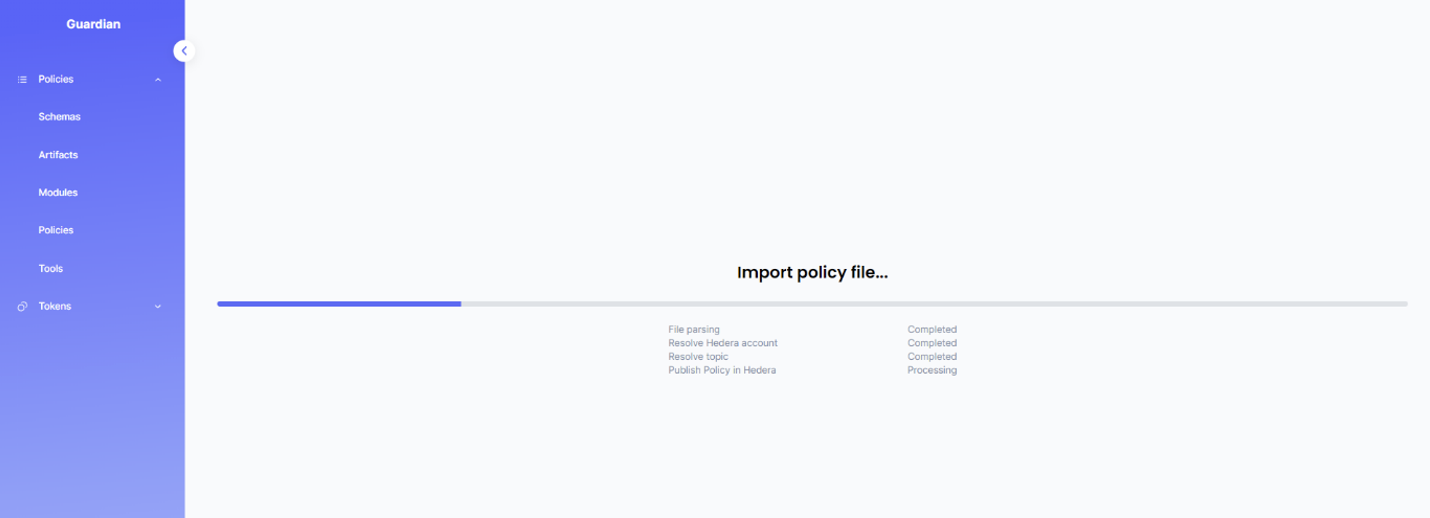 Guardian
Policies
Schemas
Artifacts
Modules
Policies
Tools
Tokens
Import policy file...
File parsing Completed
Resolve Hedera account Completed
Resolve topic Completed
Publish Policy in Hedera Processing